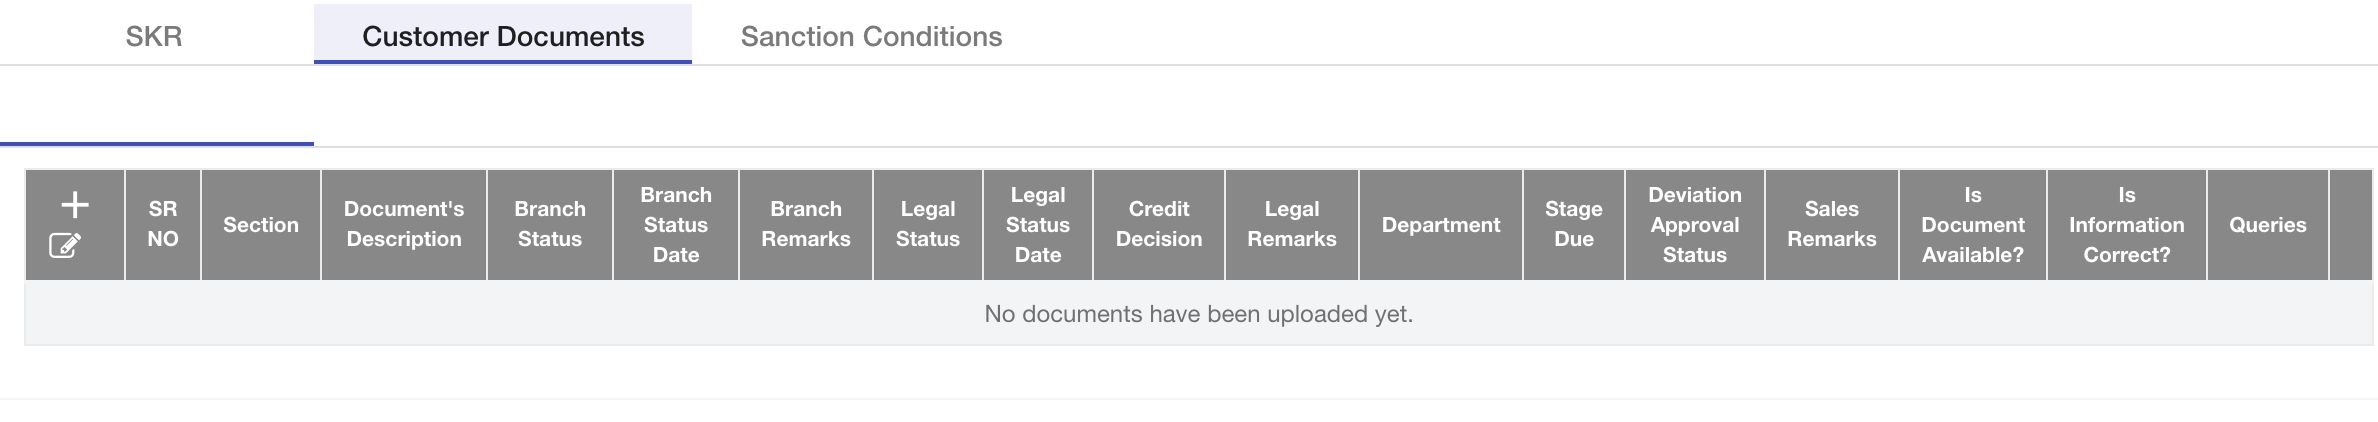 SKR Customer Documents Sanction Conditions
SR NO
Section
Document's Description
Branch Status
Branch Status Date
Branch Remarks
Legal Status
Legal Status Date
Credit Decision
Legal Remarks
Department
Stage Due
Deviation Approval Status
Sales Remarks
Is Document Available?
Is Information Correct?
Queries
No documents have been uploaded yet.